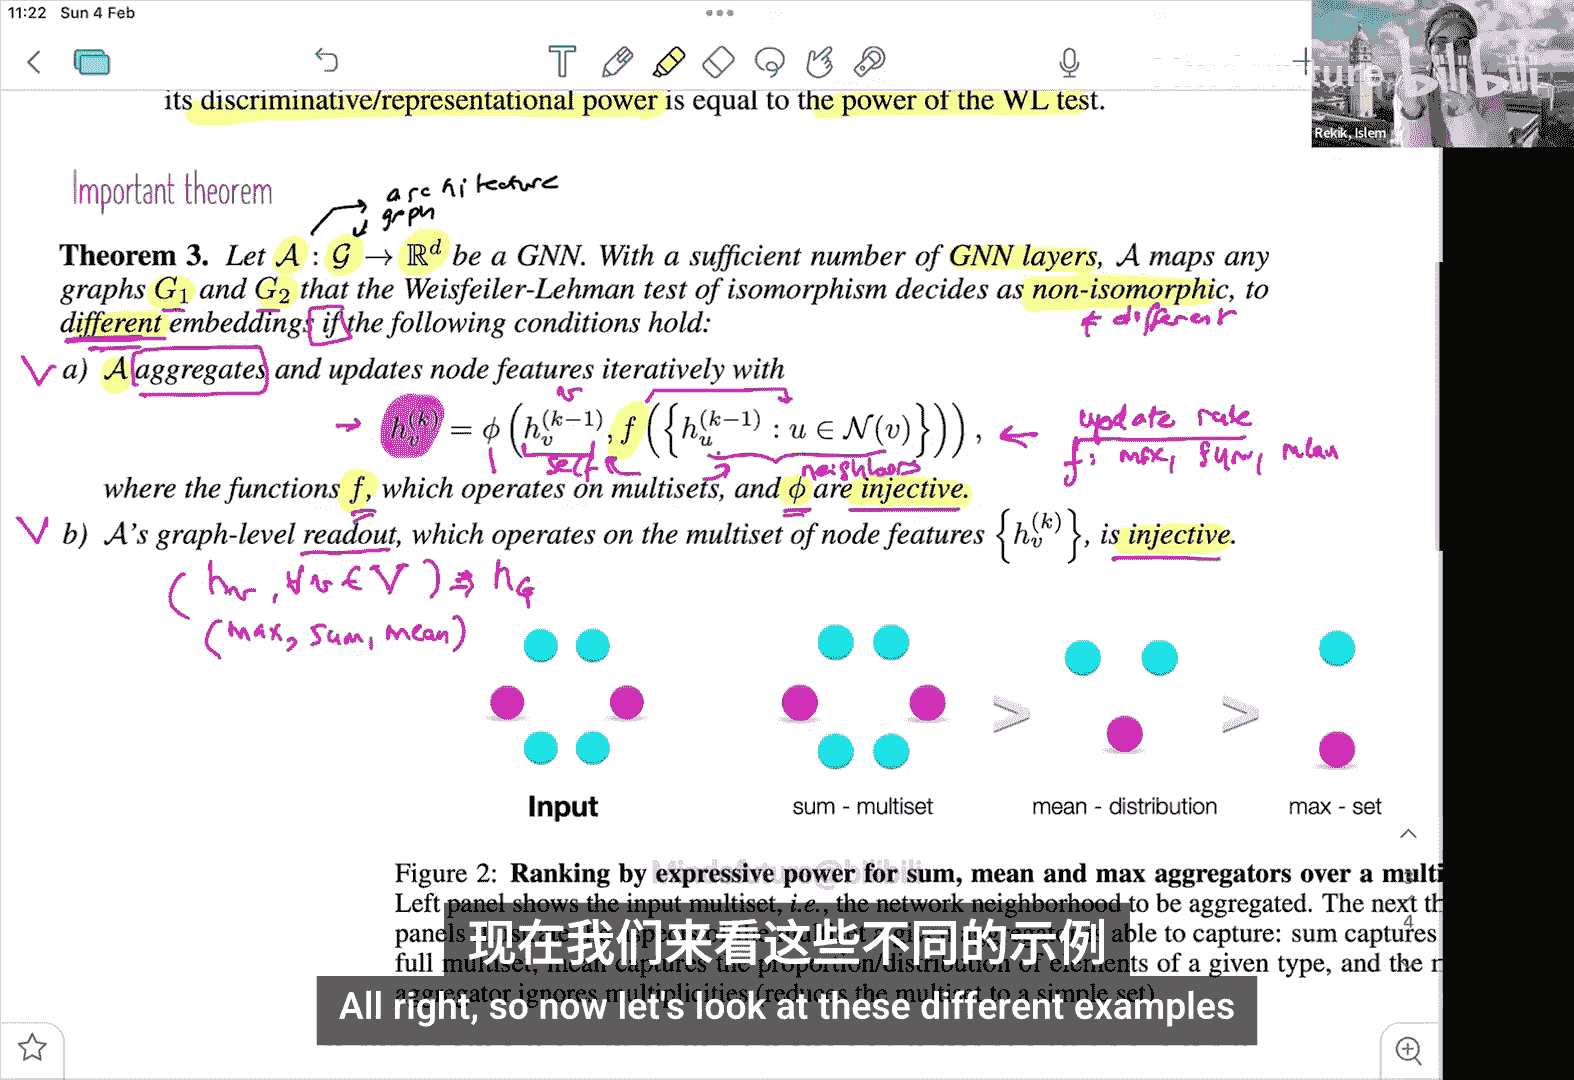 11:22 Sun 4 Feb
bilibili
Rekik, Islem
its discriminative/representational power is equal to the power of the WL test.
Important theorem
architecture
graph
Theorem 3. Let A : G → ℝᵈ be a GNN. With a sufficient number of GNN layers, A maps any
graphs G₁ and G₂ that the Weisfeiler-Lehman test of isomorphism decides as non-isomorphic, to
different embeddings if the following conditions hold:
different
a) A aggregates and updates node features iteratively with
h_v^(k) = ϕ ( h_v^(k−1), f ( { h_u^(k−1) : u ∈ N(v) } ) ),
update rule
f: max, sum, mean
self
neighbors
where the functions f, which operates on multisets, and ϕ are injective.
b) A's graph-level readout, which operates on the multiset of node features { h_v^(k) }, is injective.
(h_v, ∀v ∈ V) ⇒ h_G
(max, sum, mean)
> >
Input sum - multiset mean - distribution max - set
Figure 2: Ranking by expressive power for sum, mean and max aggregators over a multi
Left panel shows the input multiset, i.e., the network neighborhood to be aggregated. The next th
panels able to capture: sum captures
full multiset, mean captures the proportion/distribution of elements of a given type, and the
aggregator ignores multiplicities (reduces the multiset to a simple set).
4
现在我们来看这些不同的示例
All right, so now let's look at these different examples